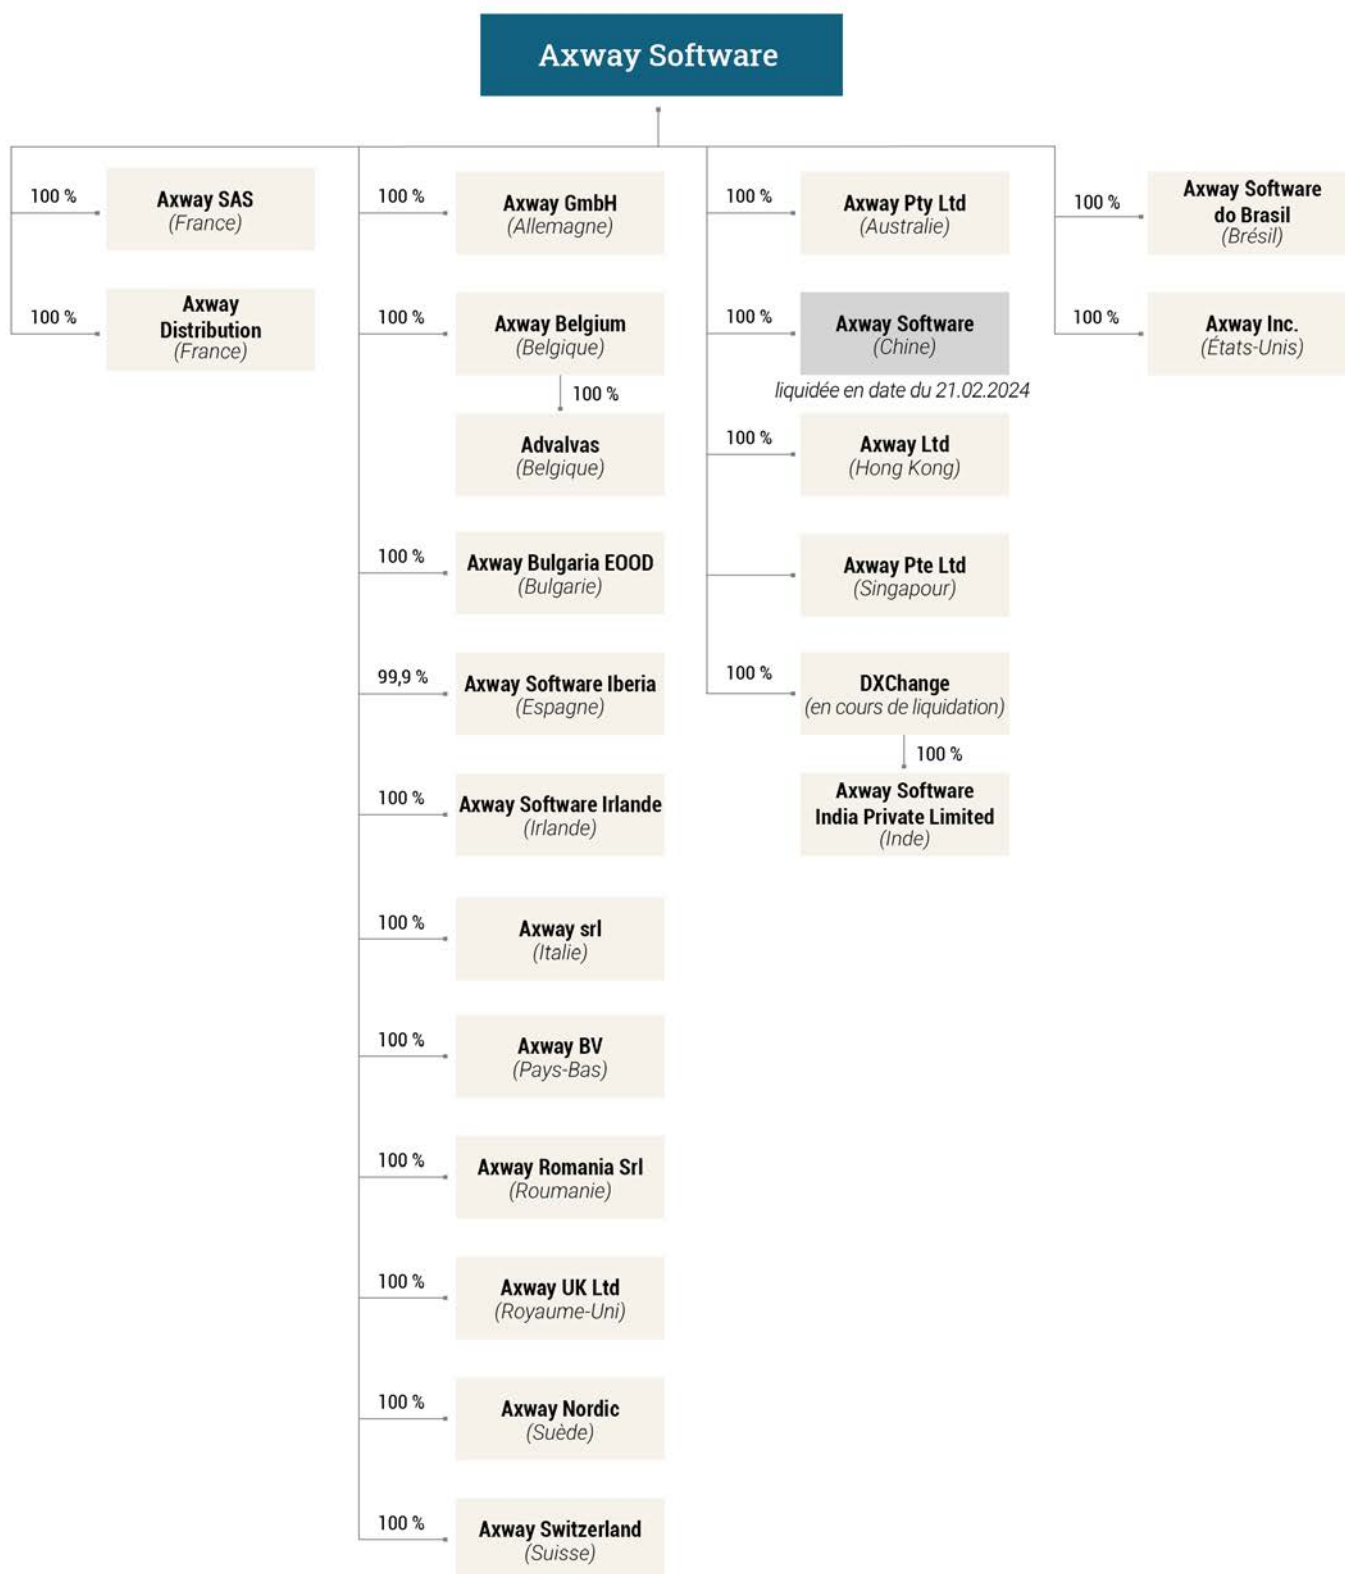 Axway Software
100 %
Axway SAS
(France)
100 %
Axway
Distribution
(France)
100 %
Axway GmbH
(Allemagne)
100 %
Axway Belgium
(Belgique)
100 %
Advalvas
(Belgique)
100 %
Axway Bulgaria EOOD
(Bulgarie)
99,9 %
Axway Software Iberia
(Espagne)
100 %
Axway Software Irlande
(Irlande)
100 %
Axway srl
(Italie)
100 %
Axway BV
(Pays-Bas)
100 %
Axway Romania Srl
(Roumanie)
100 %
Axway UK Ltd
(Royaume-Uni)
100 %
Axway Nordic
(Suède)
100 %
Axway Switzerland
(Suisse)
100 %
Axway Pty Ltd
(Australie)
100 %
Axway Software
(Chine)
liquidée en date du 21.02.2024
100 %
Axway Ltd
(Hong Kong)
Axway Pte Ltd
(Singapour)
100 %
DXChange
(en cours de liquidation)
100 %
Axway Software
India Private Limited
(Inde)
100 %
Axway Software
do Brasil
(Brésil)
100 %
Axway Inc.
(États-Unis)